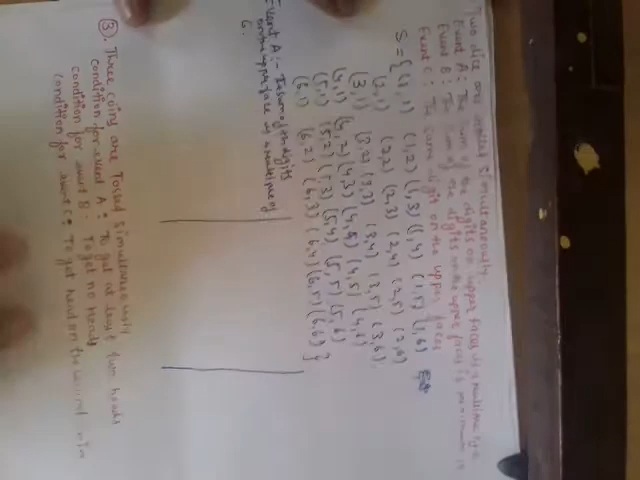 Two dice are rolled simultaneously.
Event A: The sum of the digits on upper faces is a multiple of 6
Event B: The sum of the digits on the upper faces is minimum
Event C: The same digit on the upper faces
S = { (1,1) (1,2) (1,3) (1,4) (1,5) (1,6)
(2,1) (2,2) (2,3) (2,4) (2,5) (2,6)
(3,1) (3,2) (3,3) (3,4) (3,5) (3,6)
(4,1) (4,2) (4,3) (4,4) (4,5) (4,6)
(5,1) (5,2) (5,3) (5,4) (5,5) (5,6)
(6,1) (6,2) (6,3) (6,4) (6,5) (6,6) }
Event A:- The sum of the digits
on the upper face is a multiple of
6.
③. Three coins are Tossed simultaneously
condition for event A: To get at least two heads
condition for event B- To get no heads
condition for event C: To get head on the second coin